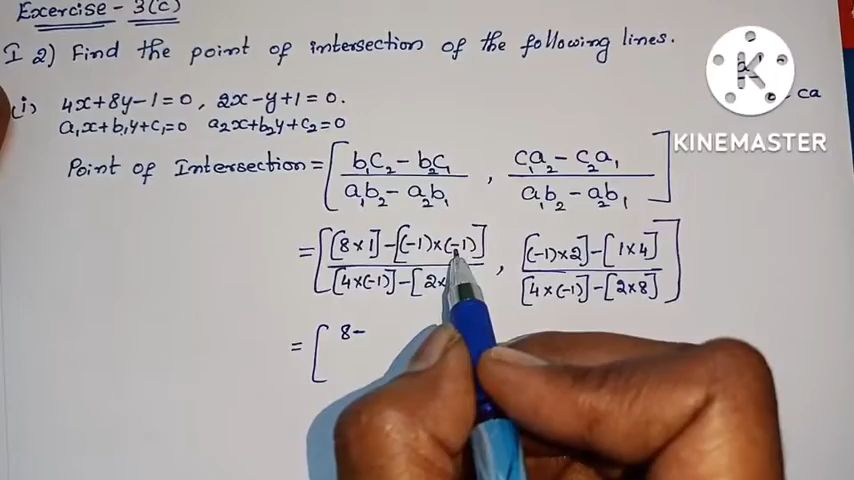 Excercise - 3(c)
I 2) Find the point of intersection of the following lines.
(i) 4x+8y-1=0, 2x-y+1=0.
a₁x+b₁y+c₁=0 a₂x+b₂y+c₂=0
ca
KINEMASTER
Point of Intersection = [ (b₁c₂-b₂c₁)/(a₁b₂-a₂b₁) , (c₁a₂-c₂a₁)/(a₁b₂-a₂b₁) ]
= [ ([8×1]-[(-1)×(-1)])/([4×(-1)]-[2× , ([(-1)×2]-[1×4])/([4×(-1)]-[2×8]) ]
= [ 8-